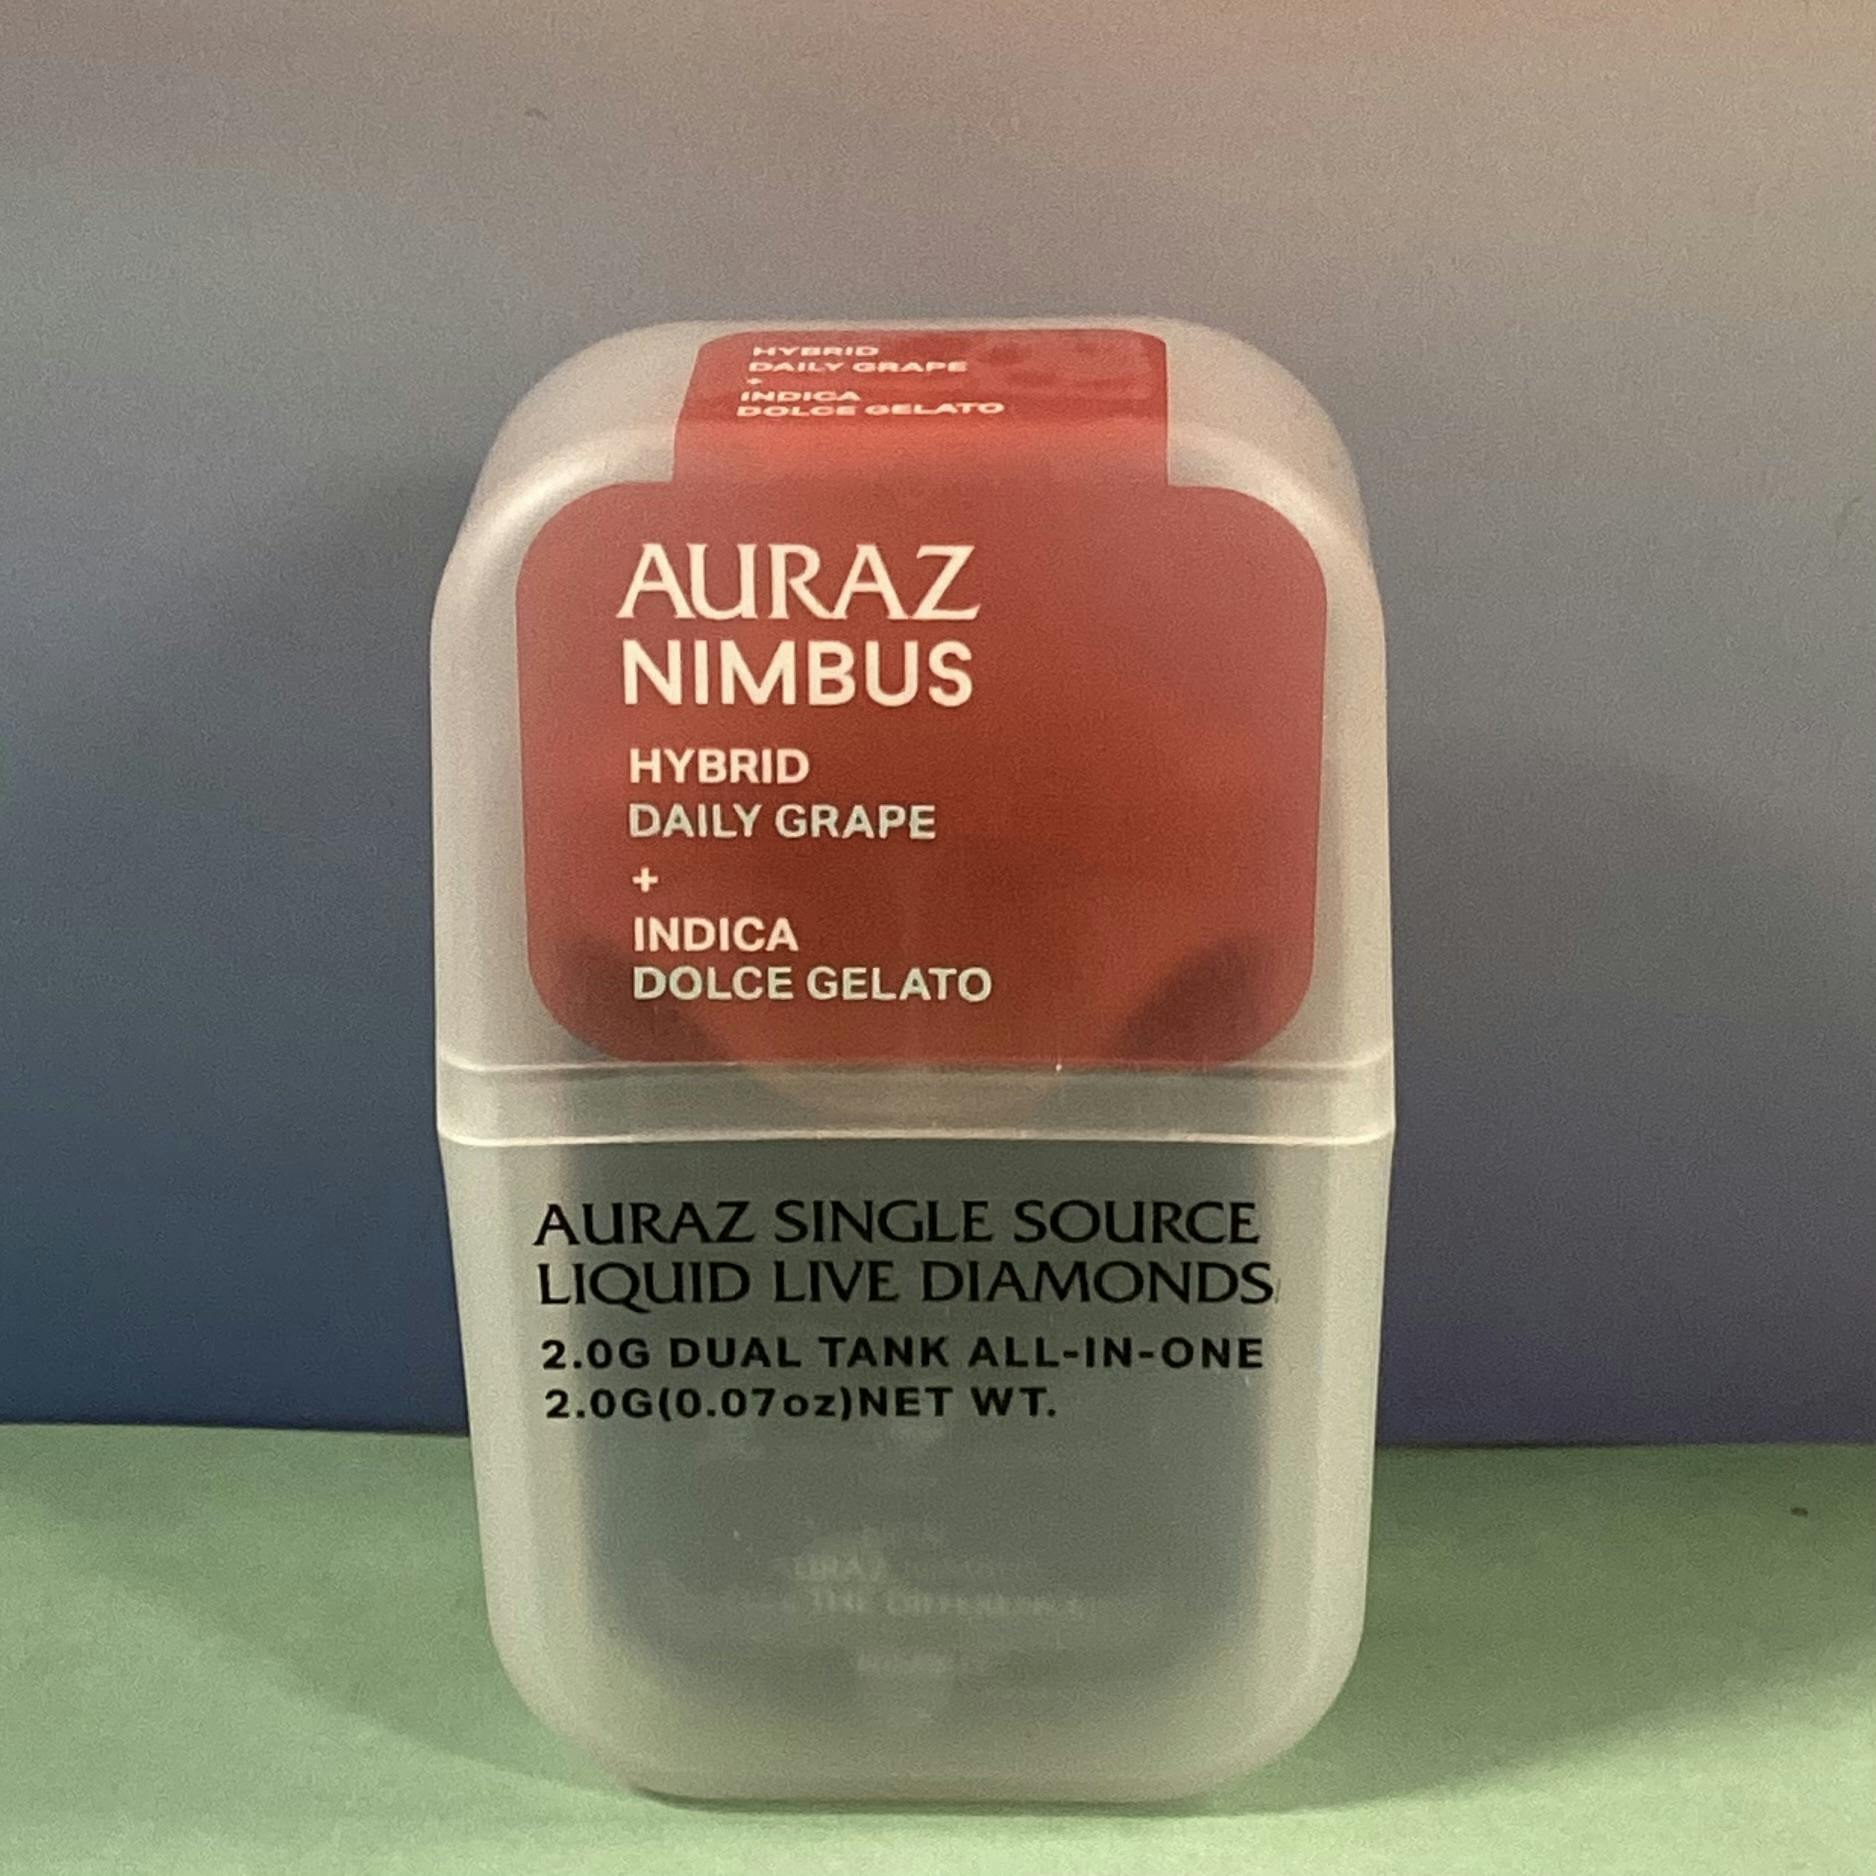 HYBRID
DAILY GRAPE
+
INDICA
DOLCE GELATO
AURAZ
NIMBUS
HYBRID
DAILY GRAPE
+
INDICA
DOLCE GELATO
AURAZ SINGLE SOURCE
LIQUID LIVE DIAMONDS
2.0G DUAL TANK ALL-IN-ONE
2.0G(0.07oz)NET WT.
THE